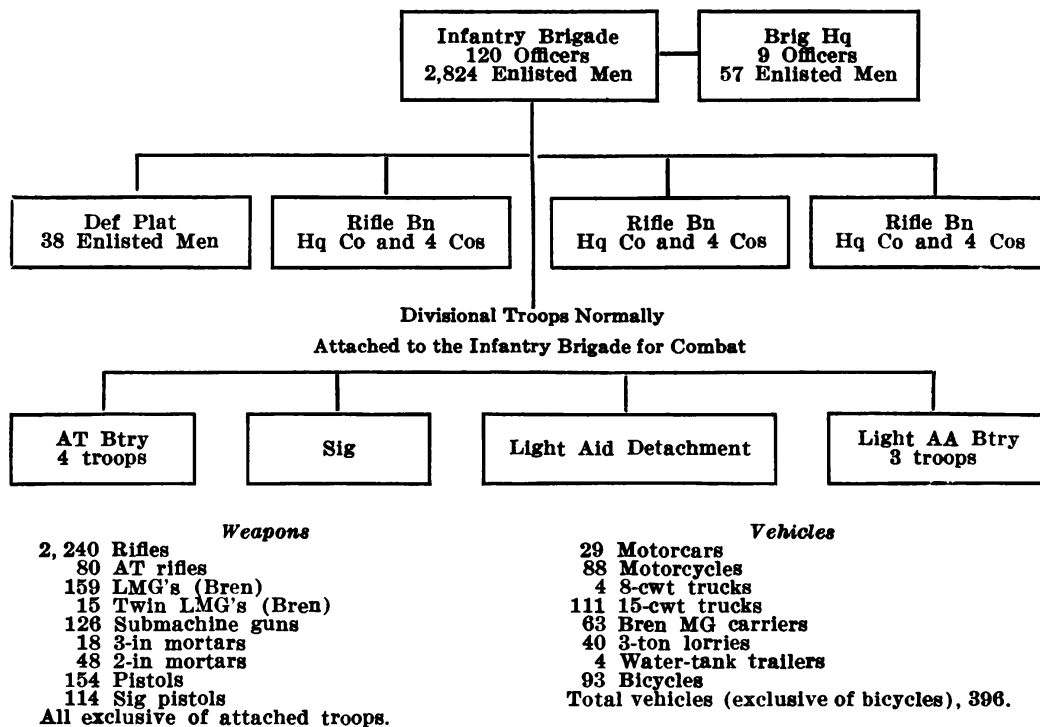 Infantry Brigade
120 Officers
2,824 Enlisted Men
Brig Hq
9 Officers
57 Enlisted Men
Def Plat
38 Enlisted Men
Rifle Bn
Hq Co and 4 Cos
Rifle Bn
Hq Co and 4 Cos
Rifle Bn
Hq Co and 4 Cos
Divisional Troops Normally
Attached to the Infantry Brigade for Combat
AT Btry
4 troops
Sig
Light Aid Detachment
Light AA Btry
3 troops
Weapons
2,240 Rifles
80 AT rifles
159 LMG's (Bren)
15 Twin LMG's (Bren)
126 Submachine guns
18 3-in mortars
48 2-in mortars
154 Pistols
114 Sig pistols
All exclusive of attached troops.
Vehicles
29 Motorcars
88 Motorcycles
4 8-cwt trucks
111 15-cwt trucks
63 Bren MG carriers
40 3-ton lorries
4 Water-tank trailers
93 Bicycles
Total vehicles (exclusive of bicycles), 396.